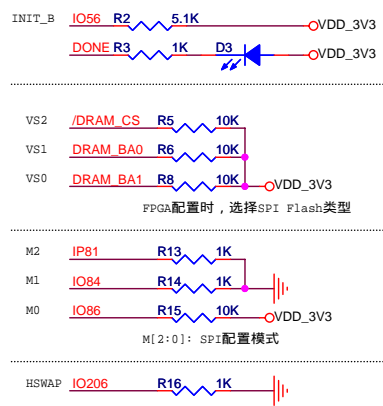 INIT_B IO56 R2 5.1K VDD_3V3
DONE R3 1K D3 VDD_3V3
VS2 /DRAM_CS R5 10K
VS1 DRAM_BA0 R6 10K
VS0 DRAM_BA1 R8 10K VDD_3V3
FPGA配置时，选择SPI Flash类型
M2 IP81 R13 1K
M1 IO84 R14 1K
M0 IO86 R15 10K VDD_3V3
M[2:0]: SPI配置模式
HSWAP IO206 R16 1K